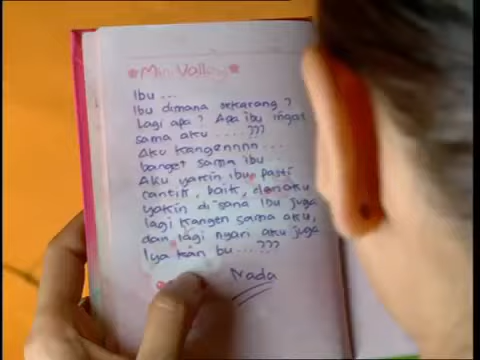 Mini Valley
Ibu ...
Ibu dimana sekarang ?
Lagi apa ? Apa ibu ingat
sama aku ....???
Aku kangennnn ....
banget sama ibu
Aku yakin ibu pasti
cantik, baik, dan aku
yakin di sana Ibu juga
lagi kangen sama aku,
dan lagi nyari aku juga
Iya kan bu ....???
Nada